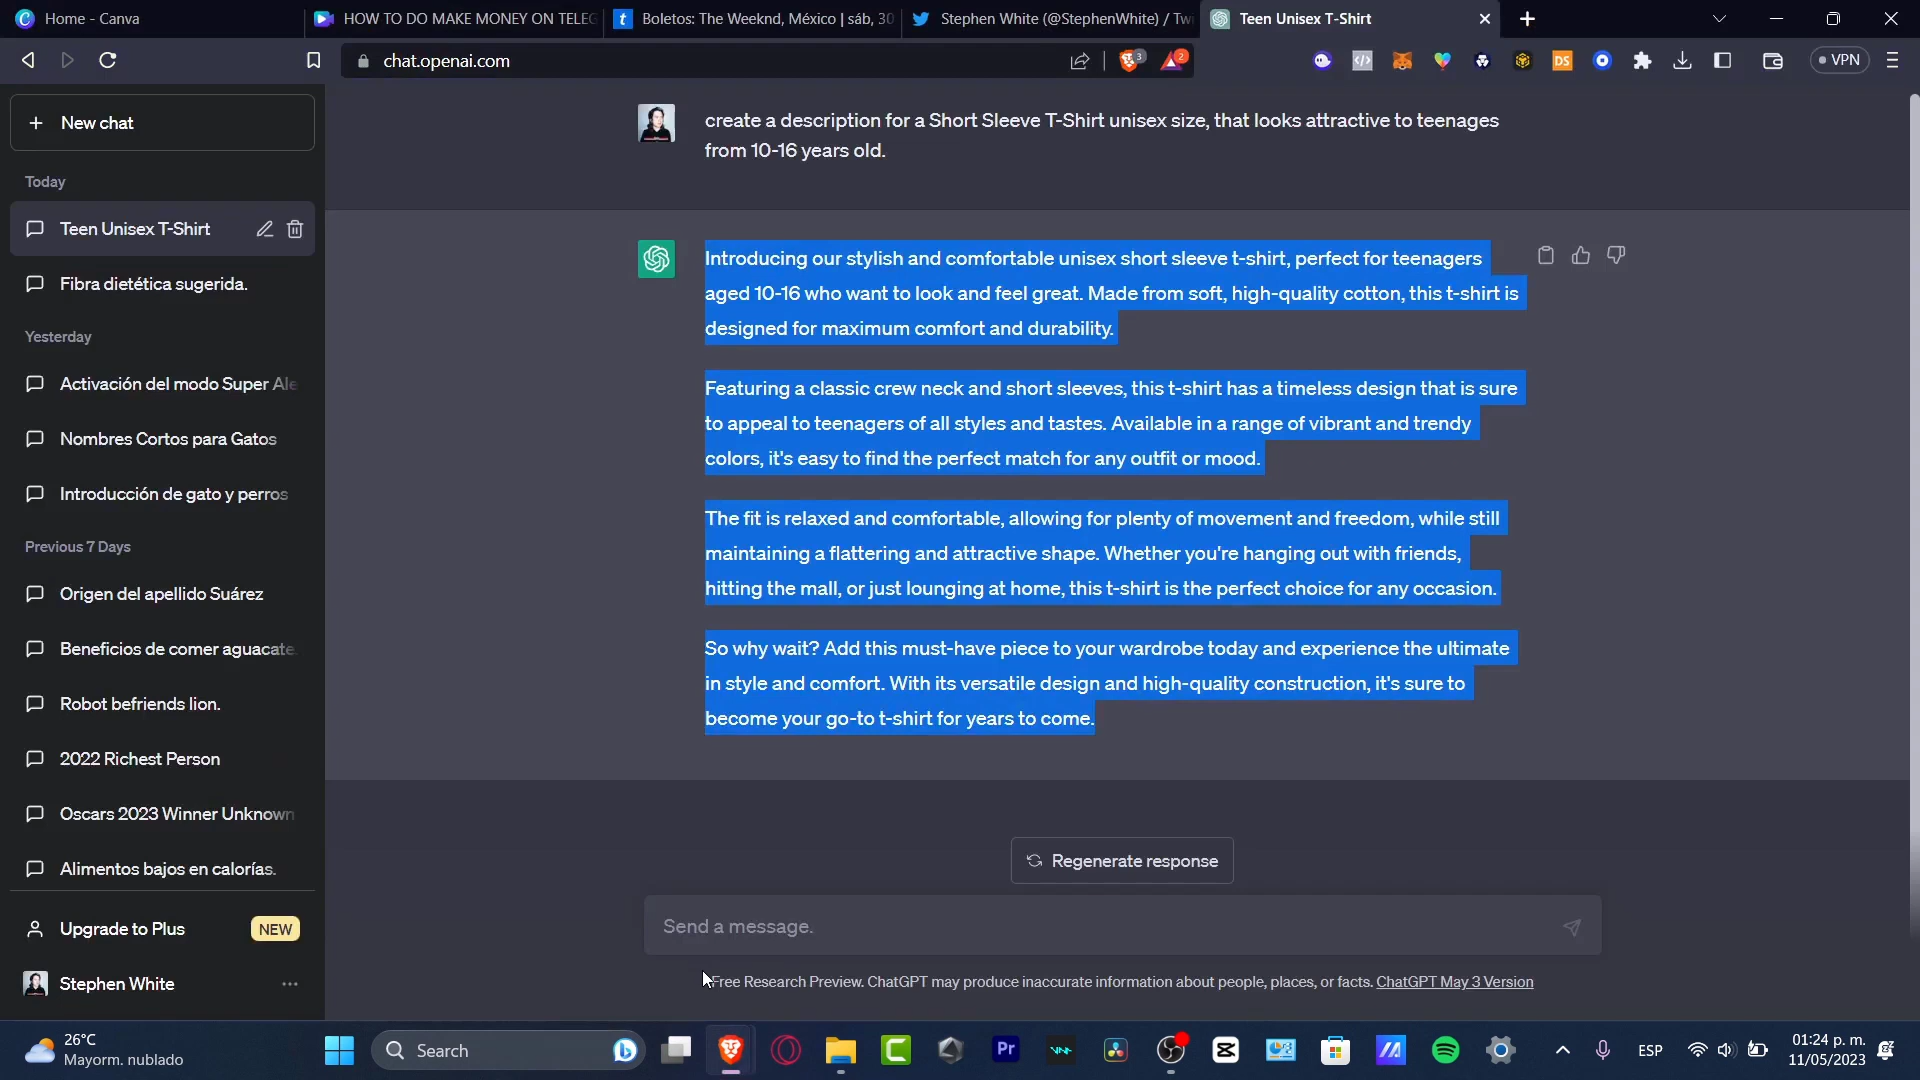 Home - Canva
HOW TO DO MAKE MONEY ON TELEG
Boletos: The Weeknd, México | sáb, 30
Stephen White (@StephenWhite) / Twi
Teen Unisex T-Shirt
chat.openai.com
3
2
DS
VPN
New chat
Today
Teen Unisex T-Shirt
Fibra dietética sugerida.
Yesterday
Activación del modo Super Ale
Nombres Cortos para Gatos
Introducción de gato y perros
Previous 7 Days
Origen del apellido Suárez
Beneficios de comer aguacate.
Robot befriends lion.
2022 Richest Person
Oscars 2023 Winner Unknown
Alimentos bajos en calorías.
Upgrade to Plus
NEW
Stephen White
create a description for a Short Sleeve T-Shirt unisex size, that looks attractive to teenages
from 10-16 years old.
Introducing our stylish and comfortable unisex short sleeve t-shirt, perfect for teenagers
aged 10-16 who want to look and feel great. Made from soft, high-quality cotton, this t-shirt is
designed for maximum comfort and durability.
Featuring a classic crew neck and short sleeves, this t-shirt has a timeless design that is sure
to appeal to teenagers of all styles and tastes. Available in a range of vibrant and trendy
colors, it's easy to find the perfect match for any outfit or mood.
The fit is relaxed and comfortable, allowing for plenty of movement and freedom, while still
maintaining a flattering and attractive shape. Whether you're hanging out with friends,
hitting the mall, or just lounging at home, this t-shirt is the perfect choice for any occasion.
So why wait? Add this must-have piece to your wardrobe today and experience the ultimate
in style and comfort. With its versatile design and high-quality construction, it's sure to
become your go-to t-shirt for years to come.
Regenerate response
Send a message.
Free Research Preview. ChatGPT may produce inaccurate information about people, places, or facts. ChatGPT May 3 Version
26°C
Mayorm. nublado
Search
Pr
ESP
01:24 p. m.
11/05/2023